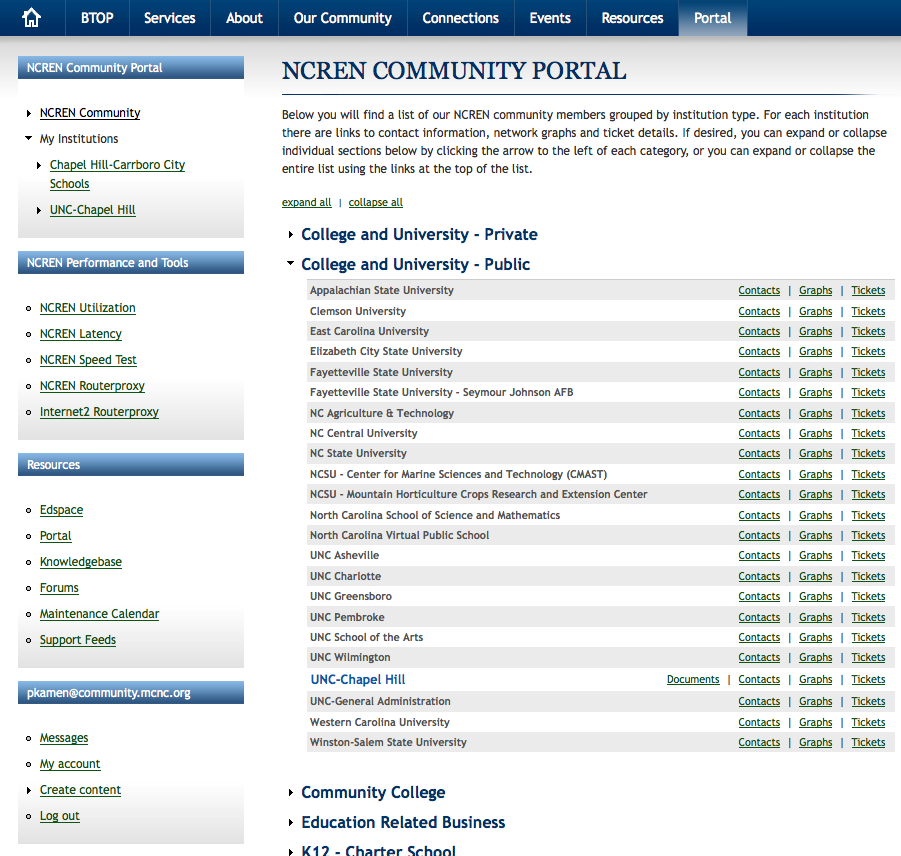 BTOP Services About Our Community Connections Events Resources Portal
NCREN Community Portal
NCREN Community
My Institutions
Chapel Hill-Carrboro City
Schools
UNC-Chapel Hill
NCREN Performance and Tools
NCREN Utilization
NCREN Latency
NCREN Speed Test
NCREN Routerproxy
Internet2 Routerproxy
Resources
Edspace
Portal
Knowledgebase
Forums
Maintenance Calendar
Support Feeds
pkamen@community.mcnc.org
Messages
My account
Create content
Log out
NCREN COMMUNITY PORTAL
Below you will find a list of our NCREN community members grouped by institution type. For each institution
there are links to contact information, network graphs and ticket details. If desired, you can expand or collapse
individual sections below by clicking the arrow to the left of each category, or you can expand or collapse the
entire list using the links at the top of the list.
expand all | collapse all
College and University - Private
College and University - Public
Appalachian State University Contacts | Graphs | Tickets
Clemson University Contacts | Graphs | Tickets
East Carolina University Contacts | Graphs | Tickets
Elizabeth City State University Contacts | Graphs | Tickets
Fayetteville State University Contacts | Graphs | Tickets
Fayetteville State University - Seymour Johnson AFB Contacts | Graphs | Tickets
NC Agriculture & Technology Contacts | Graphs | Tickets
NC Central University Contacts | Graphs | Tickets
NC State University Contacts | Graphs | Tickets
NCSU - Center for Marine Sciences and Technology (CMAST) Contacts | Graphs | Tickets
NCSU - Mountain Horticulture Crops Research and Extension Center Contacts | Graphs | Tickets
North Carolina School of Science and Mathematics Contacts | Graphs | Tickets
North Carolina Virtual Public School Contacts | Graphs | Tickets
UNC Asheville Contacts | Graphs | Tickets
UNC Charlotte Contacts | Graphs | Tickets
UNC Greensboro Contacts | Graphs | Tickets
UNC Pembroke Contacts | Graphs | Tickets
UNC School of the Arts Contacts | Graphs | Tickets
UNC Wilmington Contacts | Graphs | Tickets
UNC-Chapel Hill Documents | Contacts | Graphs | Tickets
UNC-General Administration Contacts | Graphs | Tickets
Western Carolina University Contacts | Graphs | Tickets
Winston-Salem State University Contacts | Graphs | Tickets
Community College
Education Related Business
K12 - Charter School